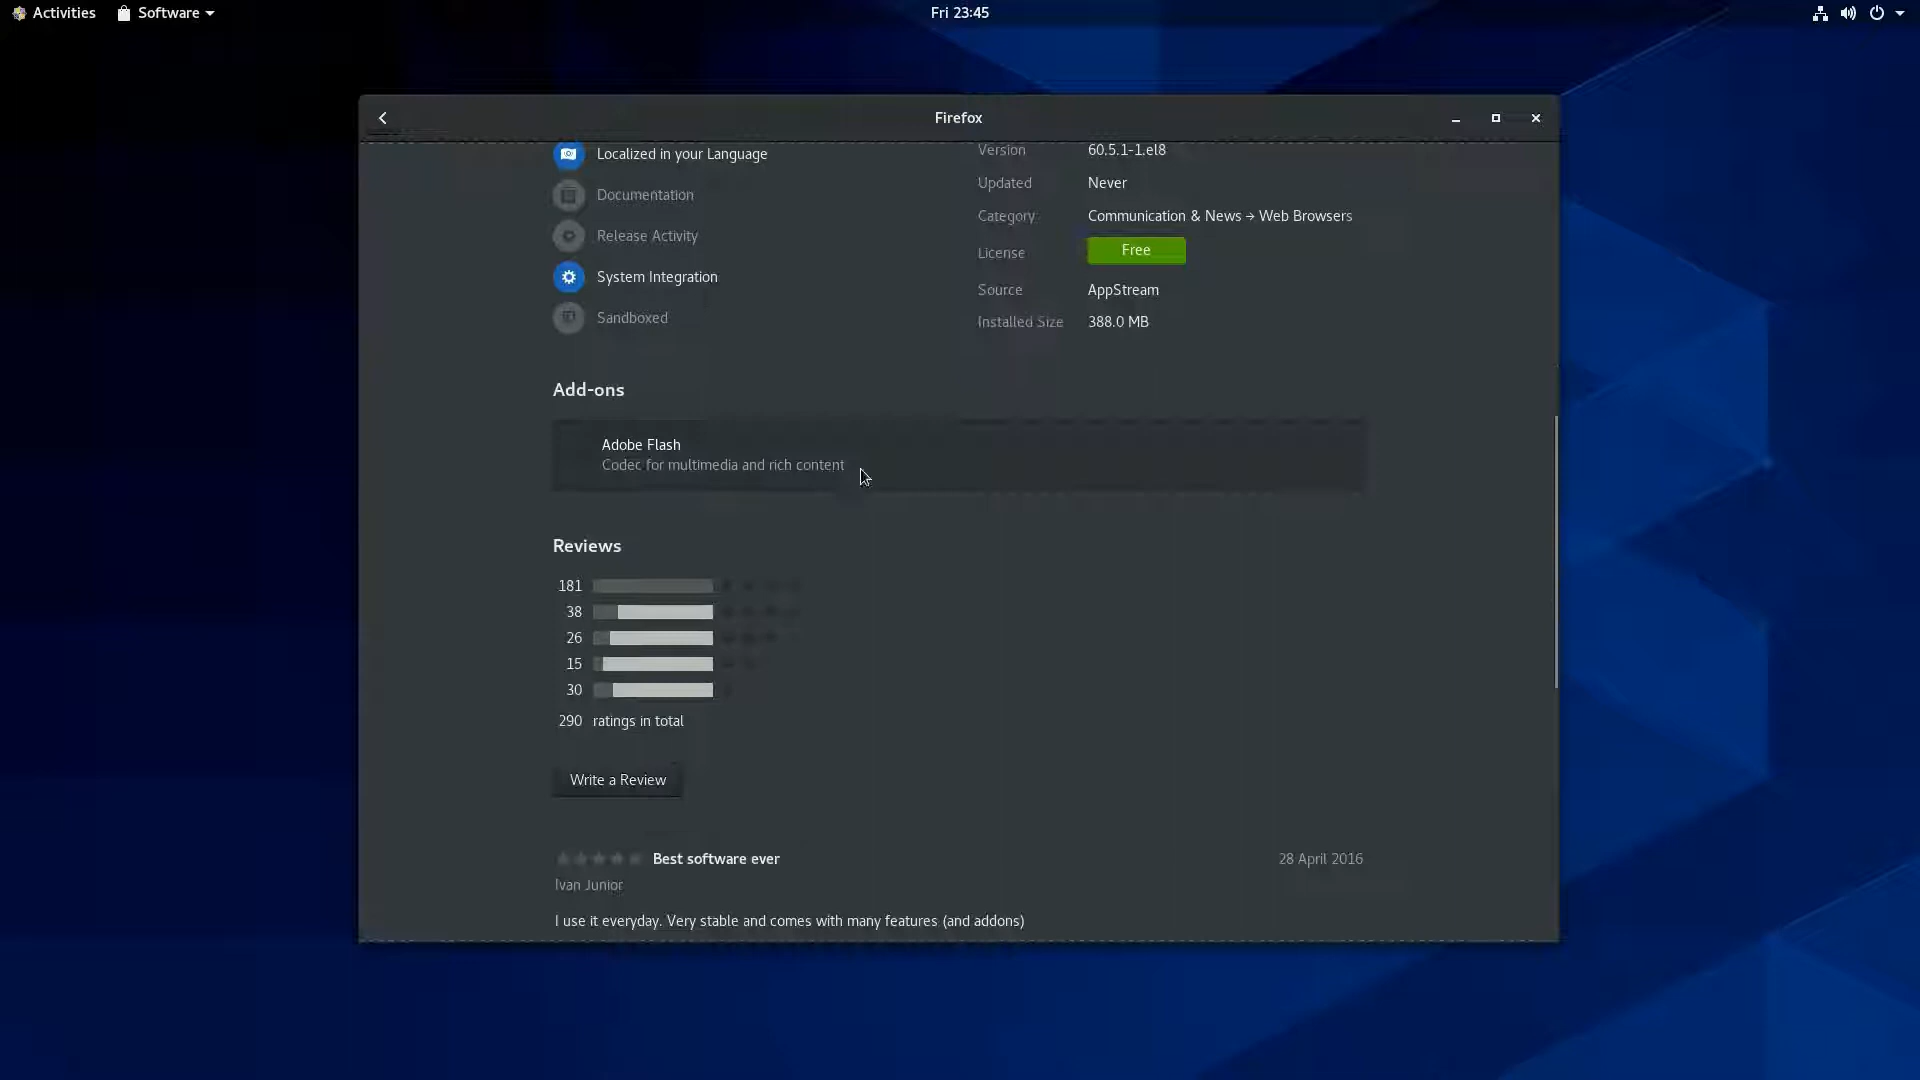 Activities Software Fri 23:45
Firefox
Localized in your Language
Documentation
Release Activity
System Integration
Sandboxed
Version 60.5.1-1.el8
Updated Never
Category Communication & News → Web Browsers
License Free
Source AppStream
Installed Size 388.0 MB
Add-ons
Adobe Flash
Codec for multimedia and rich content
Reviews
181
38
26
15
30
290 ratings in total
Write a Review
Best software ever 28 April 2016
Ivan Junior
I use it everyday. Very stable and comes with many features (and addons)